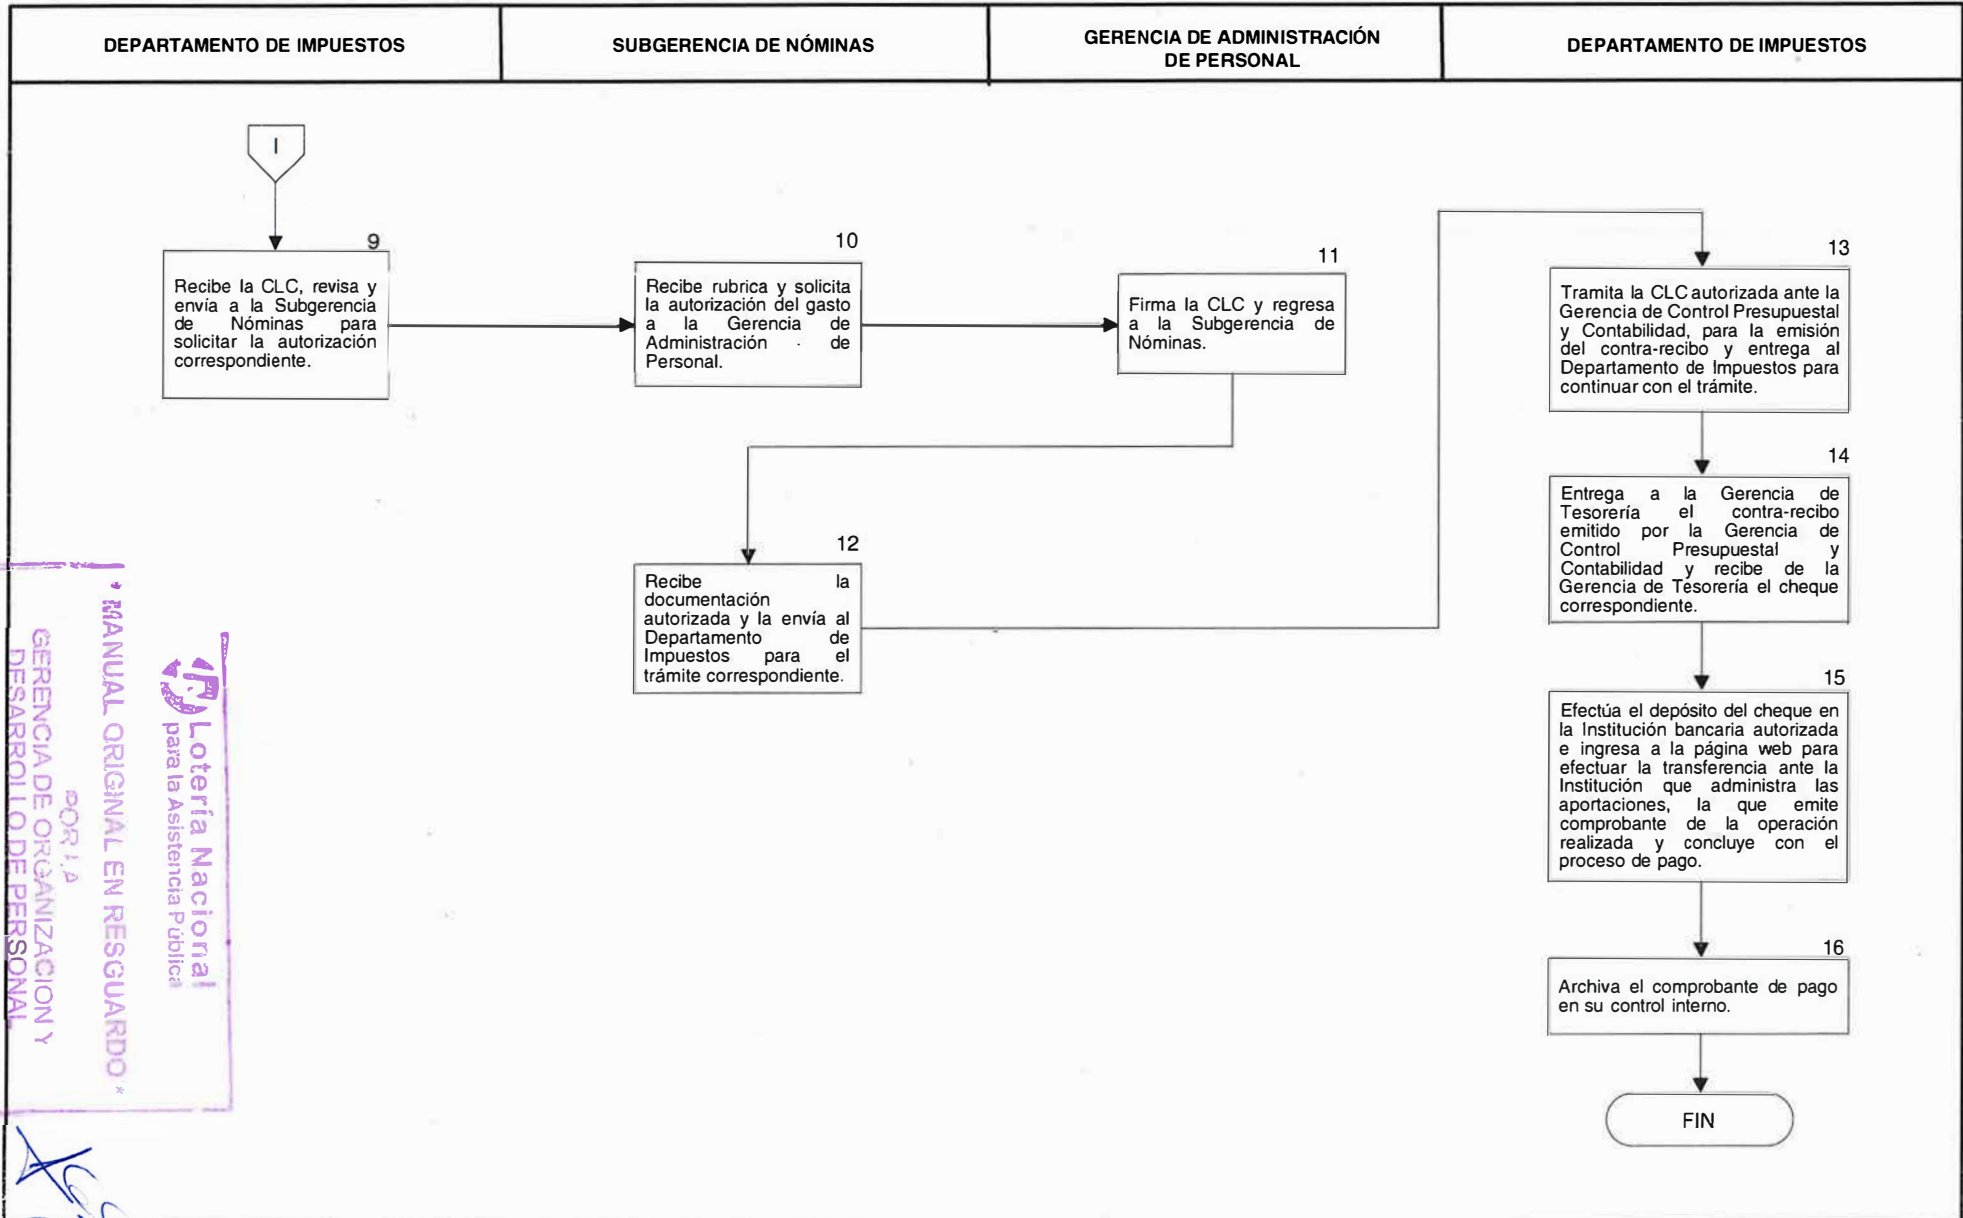 DEPARTAMENTO DE IMPUESTOS
SUBGERENCIA DE NÓMINAS
GERENCIA DE ADMINISTRACIÓN
DE PERSONAL
DEPARTAMENTO DE IMPUESTOS
I
9
Recibe la CLC, revisa y
envía a la Subgerencia
de Nóminas para
solicitar la autorización
correspondiente.
10
Recibe rubrica y solicita
la autorización del gasto
a la Gerencia de
Administración de
Personal.
11
Firma la CLC y regresa
a la Subgerencia de
Nóminas.
12
Recibe la
documentación
autorizada y la envía al
Departamento de
Impuestos para el
trámite correspondiente.
13
Tramita la CLC autorizada ante la
Gerencia de Control Presupuestal
y Contabilidad, para la emisión
del contra-recibo y entrega al
Departamento de Impuestos para
continuar con el trámite.
14
Entrega a la Gerencia de
Tesorería el contra-recibo
emitido por la Gerencia de
Control Presupuestal y
Contabilidad y recibe de la
Gerencia de Tesorería el cheque
correspondiente.
15
Efectúa el depósito del cheque en
la Institución bancaria autorizada
e ingresa a la página web para
efectuar la transferencia ante la
Institución que administra las
aportaciones, la que emite
comprobante de la operación
realizada y concluye con el
proceso de pago.
16
Archiva el comprobante de pago
en su control interno.
FIN
Lotería Nacional
para la Asistencia Pública
* MANUAL ORIGINAL EN RESGUARDO *
POR LA
GERENCIA DE ORGANIZACION Y
DESARROLLO DE PERSONAL